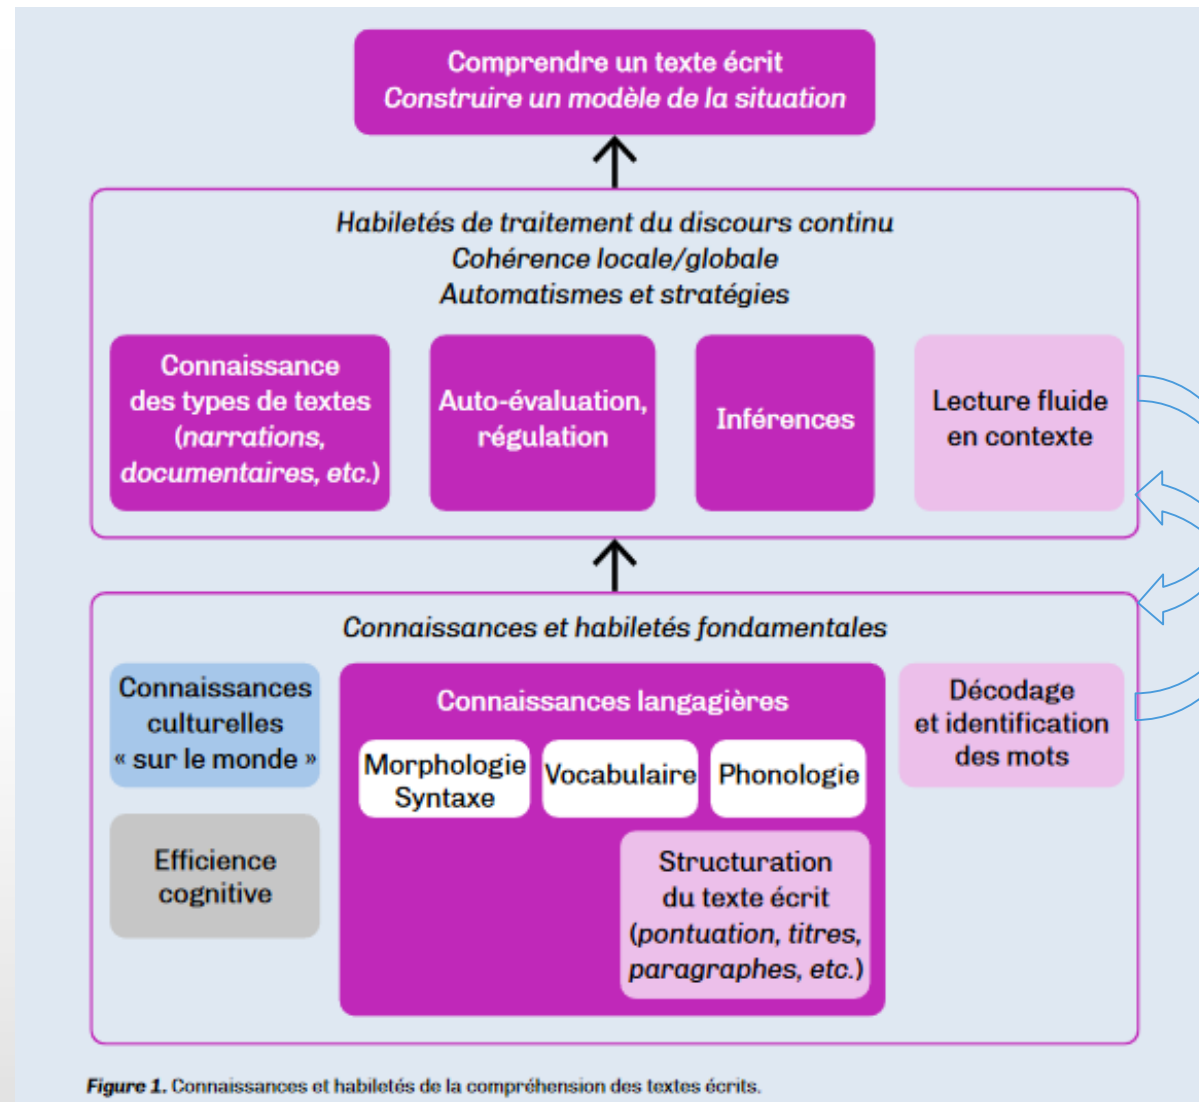 Comprendre un texte écrit
Construire un modèle de la situation
Habiletés de traitement du discours continu
Cohérence locale/globale
Automatismes et stratégies
Connaissance
des types de textes
(narrations,
documentaires, etc.)
Auto-évaluation,
régulation
Inférences
Lecture fluide
en contexte
Connaissances et habiletés fondamentales
Connaissances
culturelles
« sur le monde »
Efficience
cognitive
Connaissances langagières
Morphologie
Syntaxe
Vocabulaire
Phonologie
Structuration
du texte écrit
(pontuation, titres,
paragraphes, etc.)
Décodage
et identification
des mots
Figure 1. Connaissances et habiletés de la compréhension des textes écrits.